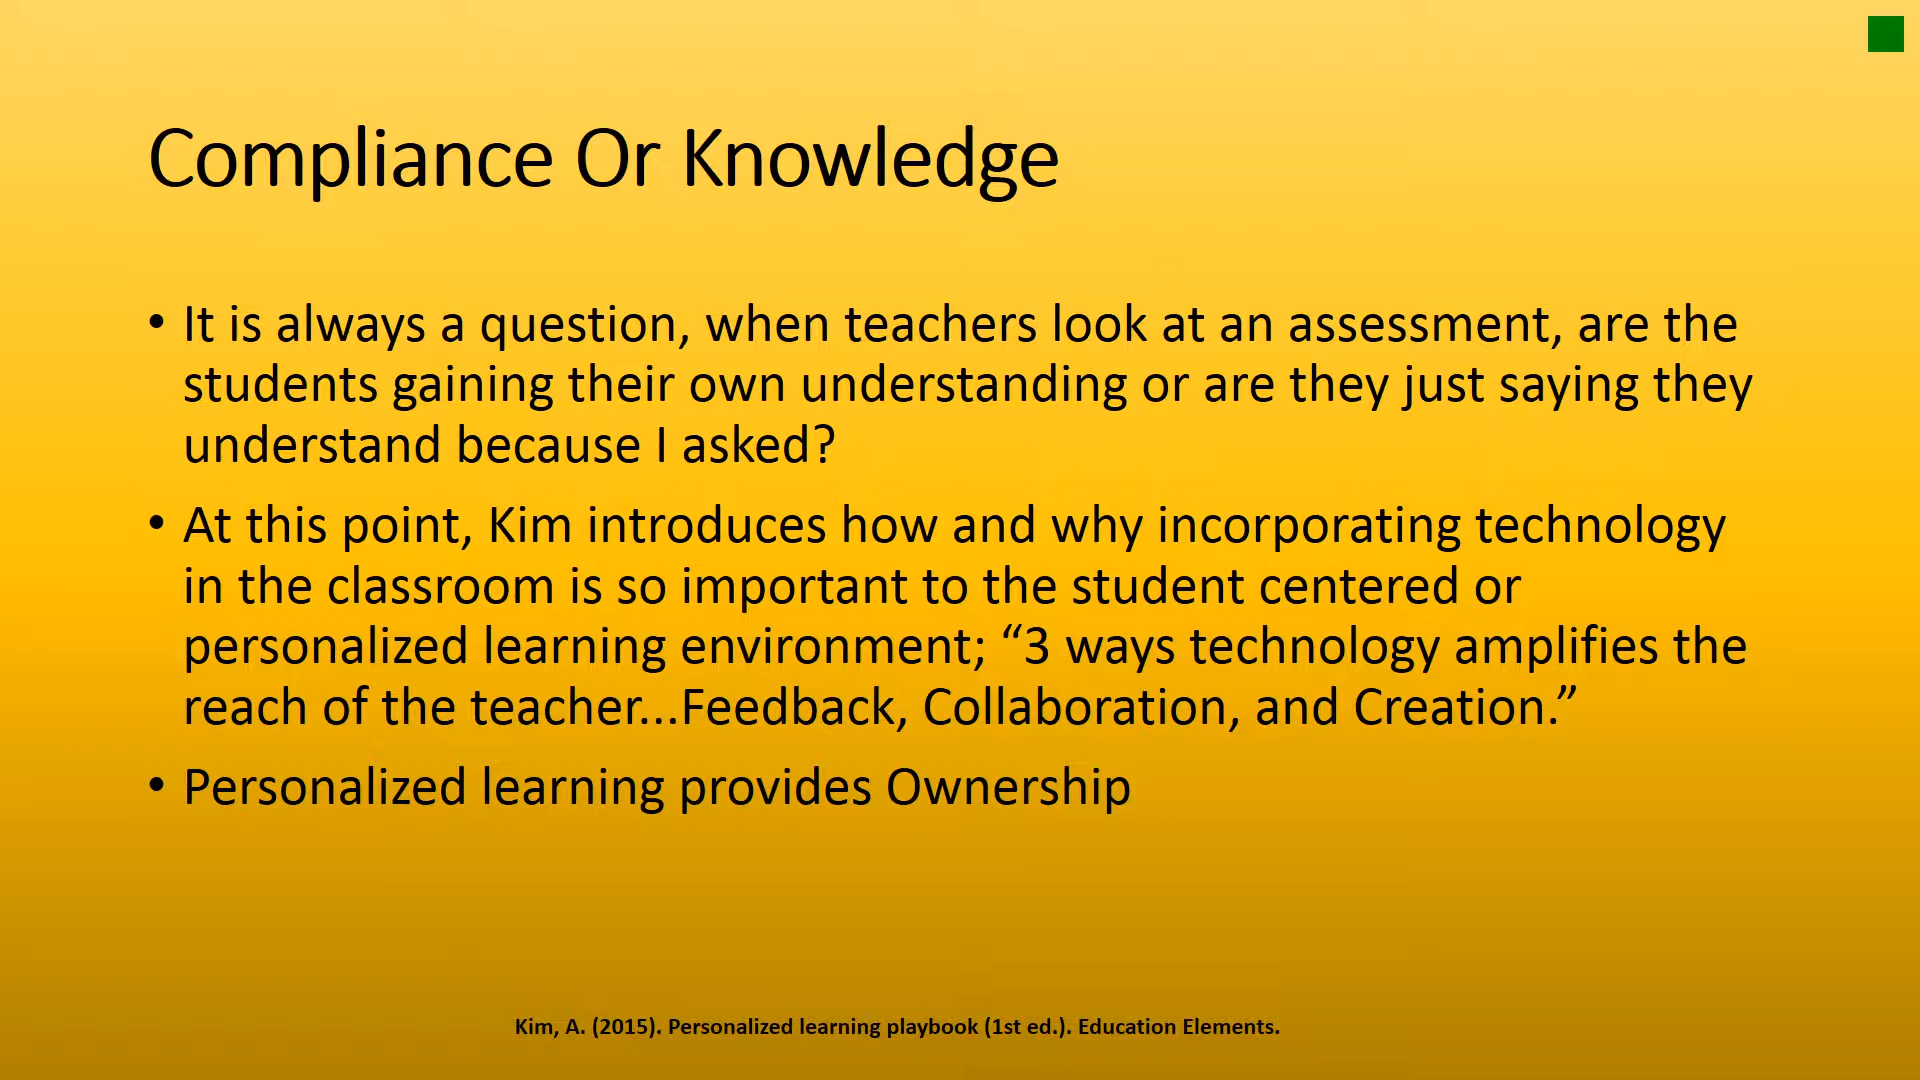 Compliance Or Knowledge
• It is always a question, when teachers look at an assessment, are the
students gaining their own understanding or are they just saying they
understand because I asked?
• At this point, Kim introduces how and why incorporating technology
in the classroom is so important to the student centered or
personalized learning environment; “3 ways technology amplifies the
reach of the teacher...Feedback, Collaboration, and Creation.”
• Personalized learning provides Ownership
Kim, A. (2015). Personalized learning playbook (1st ed.). Education Elements.